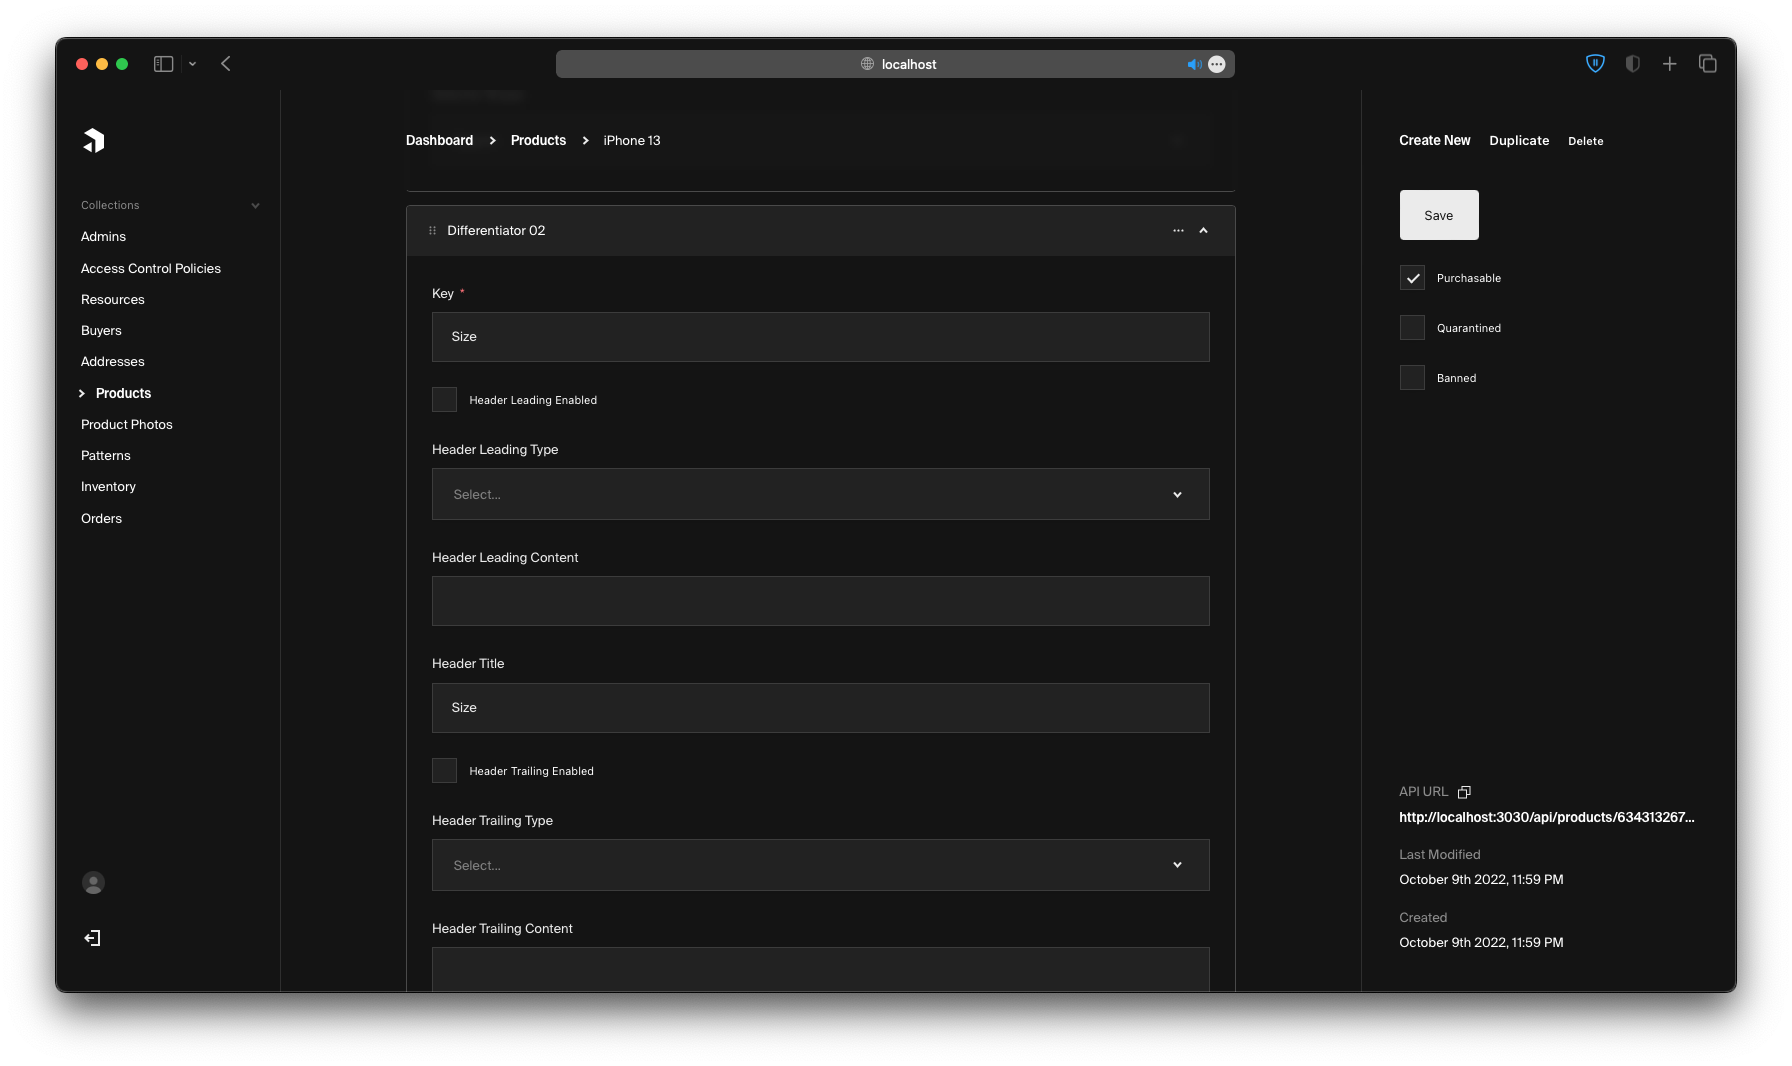 localhost
Dashboard > Products > iPhone 13
Create New Duplicate Delete
Collections
Admins
Access Control Policies
Resources
Buyers
Addresses
Products
Product Photos
Patterns
Inventory
Orders
Differentiator 02
Key *
Size
Header Leading Enabled
Header Leading Type
Select...
Header Leading Content
Header Title
Size
Header Trailing Enabled
Header Trailing Type
Select...
Header Trailing Content
Save
Purchasable
Quarantined
Banned
API URL
http://localhost:3030/api/products/634313267...
Last Modified
October 9th 2022, 11:59 PM
Created
October 9th 2022, 11:59 PM